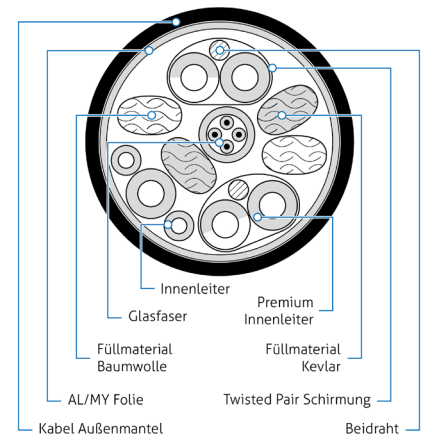 Innenleiter
Glasfaser
Premium
Innenleiter
Füllmaterial
Baumwolle
Füllmaterial
Kevlar
AL/MY Folie
Twisted Pair Schirmung
Kabel Außenmantel
Beidraht